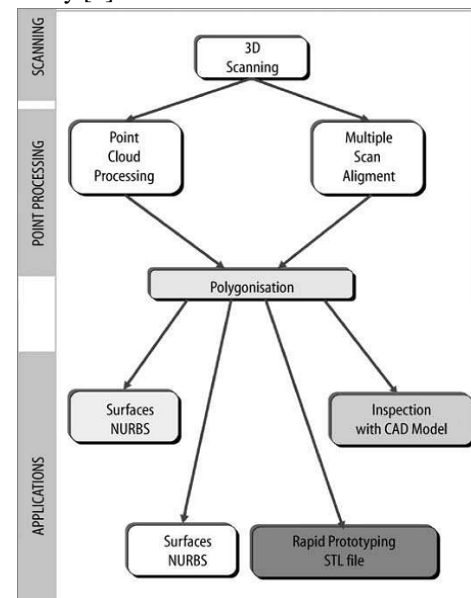 SCANNING
3D
Scanning
POINT PROCESSING
Point
Cloud
Processing
Multiple
Scan
Aligment
Polygonisation
APPLICATIONS
Surfaces
NURBS
Inspection
with CAD Model
Surfaces
NURBS
Rapid Prototyping
STL file